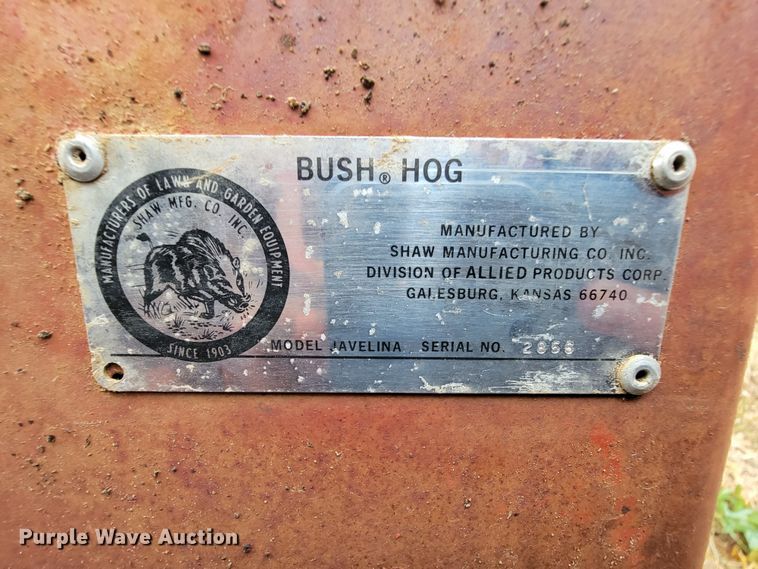 BUSH® HOG
MANUFACTURERS OF LAWN AND GARDEN EQUIPMENT
SHAW MFG. CO. INC.
SINCE 1903
MANUFACTURED BY
SHAW MANUFACTURING CO. INC.
DIVISION OF ALLIED PRODUCTS CORP.
GALESBURG, KANSAS 66740
MODEL JAVELINA SERIAL NO. 2868
Purple Wave Auction